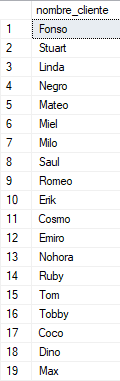 nombre_cliente
1 Fonso
2 Stuart
3 Linda
4 Negro
5 Mateo
6 Miel
7 Milo
8 Saul
9 Romeo
10 Erik
11 Cosmo
12 Emiro
13 Nohora
14 Ruby
15 Tom
16 Tobby
17 Coco
18 Dino
19 Max